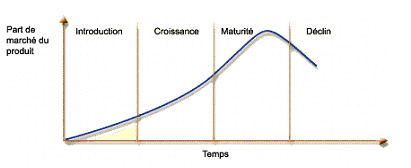 Part de
marché du
produit
Introduction
Croissance
Maturité
Déclin
Temps